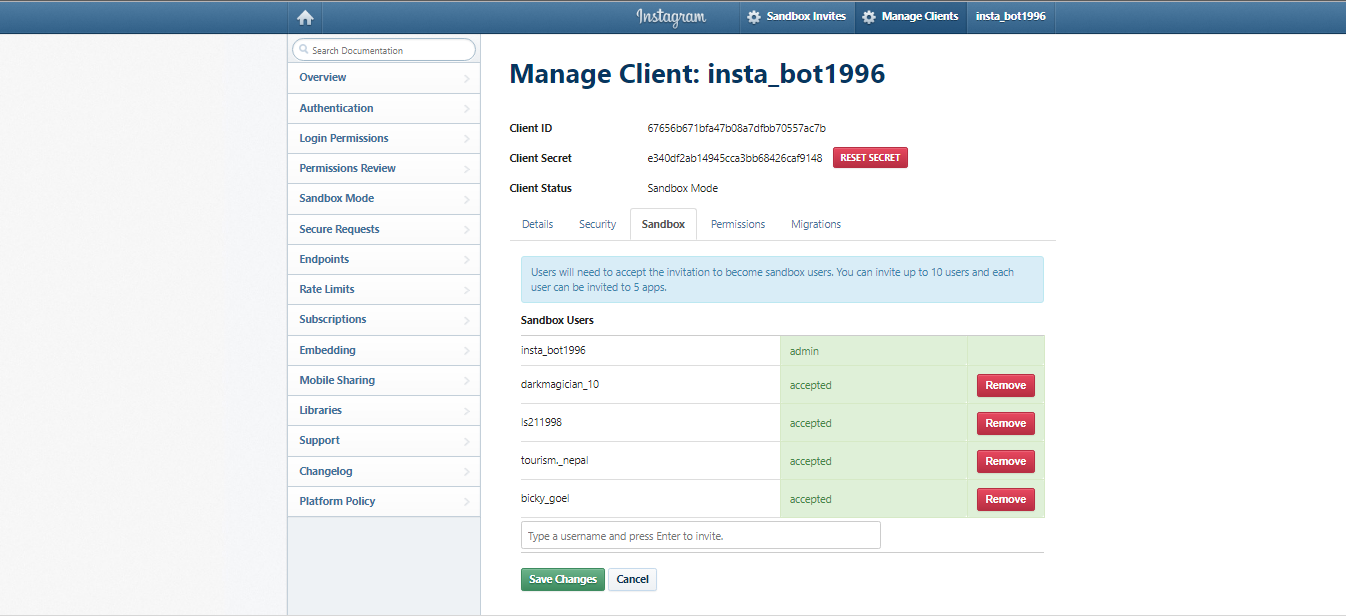 Instagram
Sandbox Invites
Manage Clients
insta_bot1996
Search Documentation
Overview
Authentication
Login Permissions
Permissions Review
Sandbox Mode
Secure Requests
Endpoints
Rate Limits
Subscriptions
Embedding
Mobile Sharing
Libraries
Support
Changelog
Platform Policy
Manage Client: insta_bot1996
Client ID 67656b671bfa47b08a7dfbb70557ac7b
Client Secret e340df2ab14945cca3bb68426caf9148 RESET SECRET
Client Status Sandbox Mode
Details Security Sandbox Permissions Migrations
Users will need to accept the invitation to become sandbox users. You can invite up to 10 users and each
user can be invited to 5 apps.
Sandbox Users
insta_bot1996 admin
darkmagician_10 accepted Remove
is211998 accepted Remove
tourism._nepal accepted Remove
bicky_goel accepted Remove
Type a username and press Enter to invite.
Save Changes Cancel